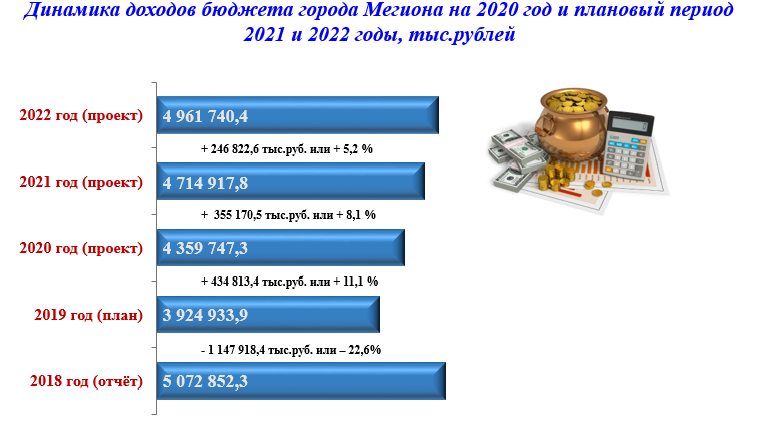 Динамика доходов бюджета города Мегиона на 2020 год и плановый период
2021 и 2022 годы, тыс.рублей
2022 год (проект) 4 961 740,4
+ 246 822,6 тыс.руб. или + 5,2 %
2021 год (проект) 4 714 917,8
+ 355 170,5 тыс.руб. или + 8,1 %
2020 год (проект) 4 359 747,3
+ 434 813,4 тыс.руб. или + 11,1 %
2019 год (план) 3 924 933,9
- 1 147 918,4 тыс.руб. или – 22,6%
2018 год (отчёт) 5 072 852,3